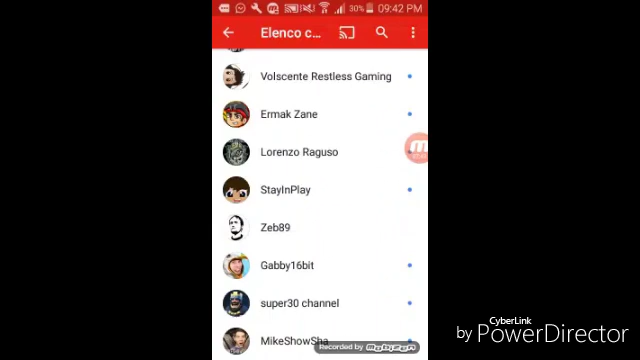 30% 09:42 PM
Elenco c...
Volscente Restless Gaming
Ermak Zane
Lorenzo Raguso
StayInPlay
Zeb89
Gabby16bit
super30 channel
MikeShowSha
Recorded by Mobizen
CyberLink
by PowerDirector